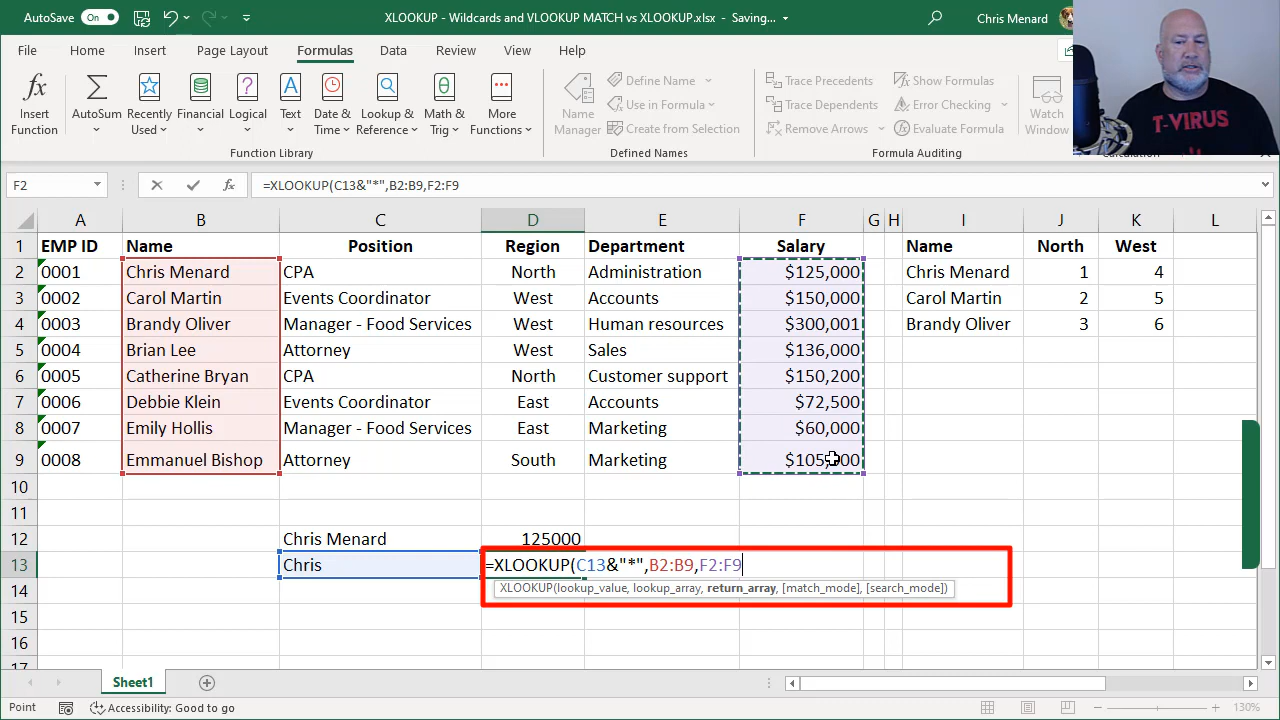 AutoSave On XLOOKUP - Wildcards and VLOOKUP MATCH vs XLOOKUP.xlsx - Saving... Chris Menard
File Home Insert Page Layout Formulas Data Review View Help
fx Σ ? A θ
Insert Function AutoSum Recently Used Financial Logical Text Date & Time Lookup & Reference Math & Trig More Functions
Function Library
Name Manager Define Name Use in Formula Create from Selection
Defined Names
Trace Precedents Show Formulas
Trace Dependents Error Checking
Remove Arrows Evaluate Formula
Formula Auditing
Watch Window
T-VIRUS
F2 fx =XLOOKUP(C13&"*",B2:B9,F2:F9
A B C D E F G H I J K L
1 EMP ID Name Position Region Department Salary Name North West
2 0001 Chris Menard CPA North Administration $125,000 Chris Menard 1 4
3 0002 Carol Martin Events Coordinator West Accounts $150,000 Carol Martin 2 5
4 0003 Brandy Oliver Manager - Food Services West Human resources $300,001 Brandy Oliver 3 6
5 0004 Brian Lee Attorney West Sales $136,000
6 0005 Catherine Bryan CPA North Customer support $150,200
7 0006 Debbie Klein Events Coordinator East Accounts $72,500
8 0007 Emily Hollis Manager - Food Services East Marketing $60,000
9 0008 Emmanuel Bishop Attorney South Marketing $105,000
10
11
12 Chris Menard 125000
13 Chris =XLOOKUP(C13&"*",B2:B9,F2:F9
14 XLOOKUP(lookup_value, lookup_array, return_array, [match_mode], [search_mode])
15
16
17
Sheet1
Point Accessibility: Good to go 130%